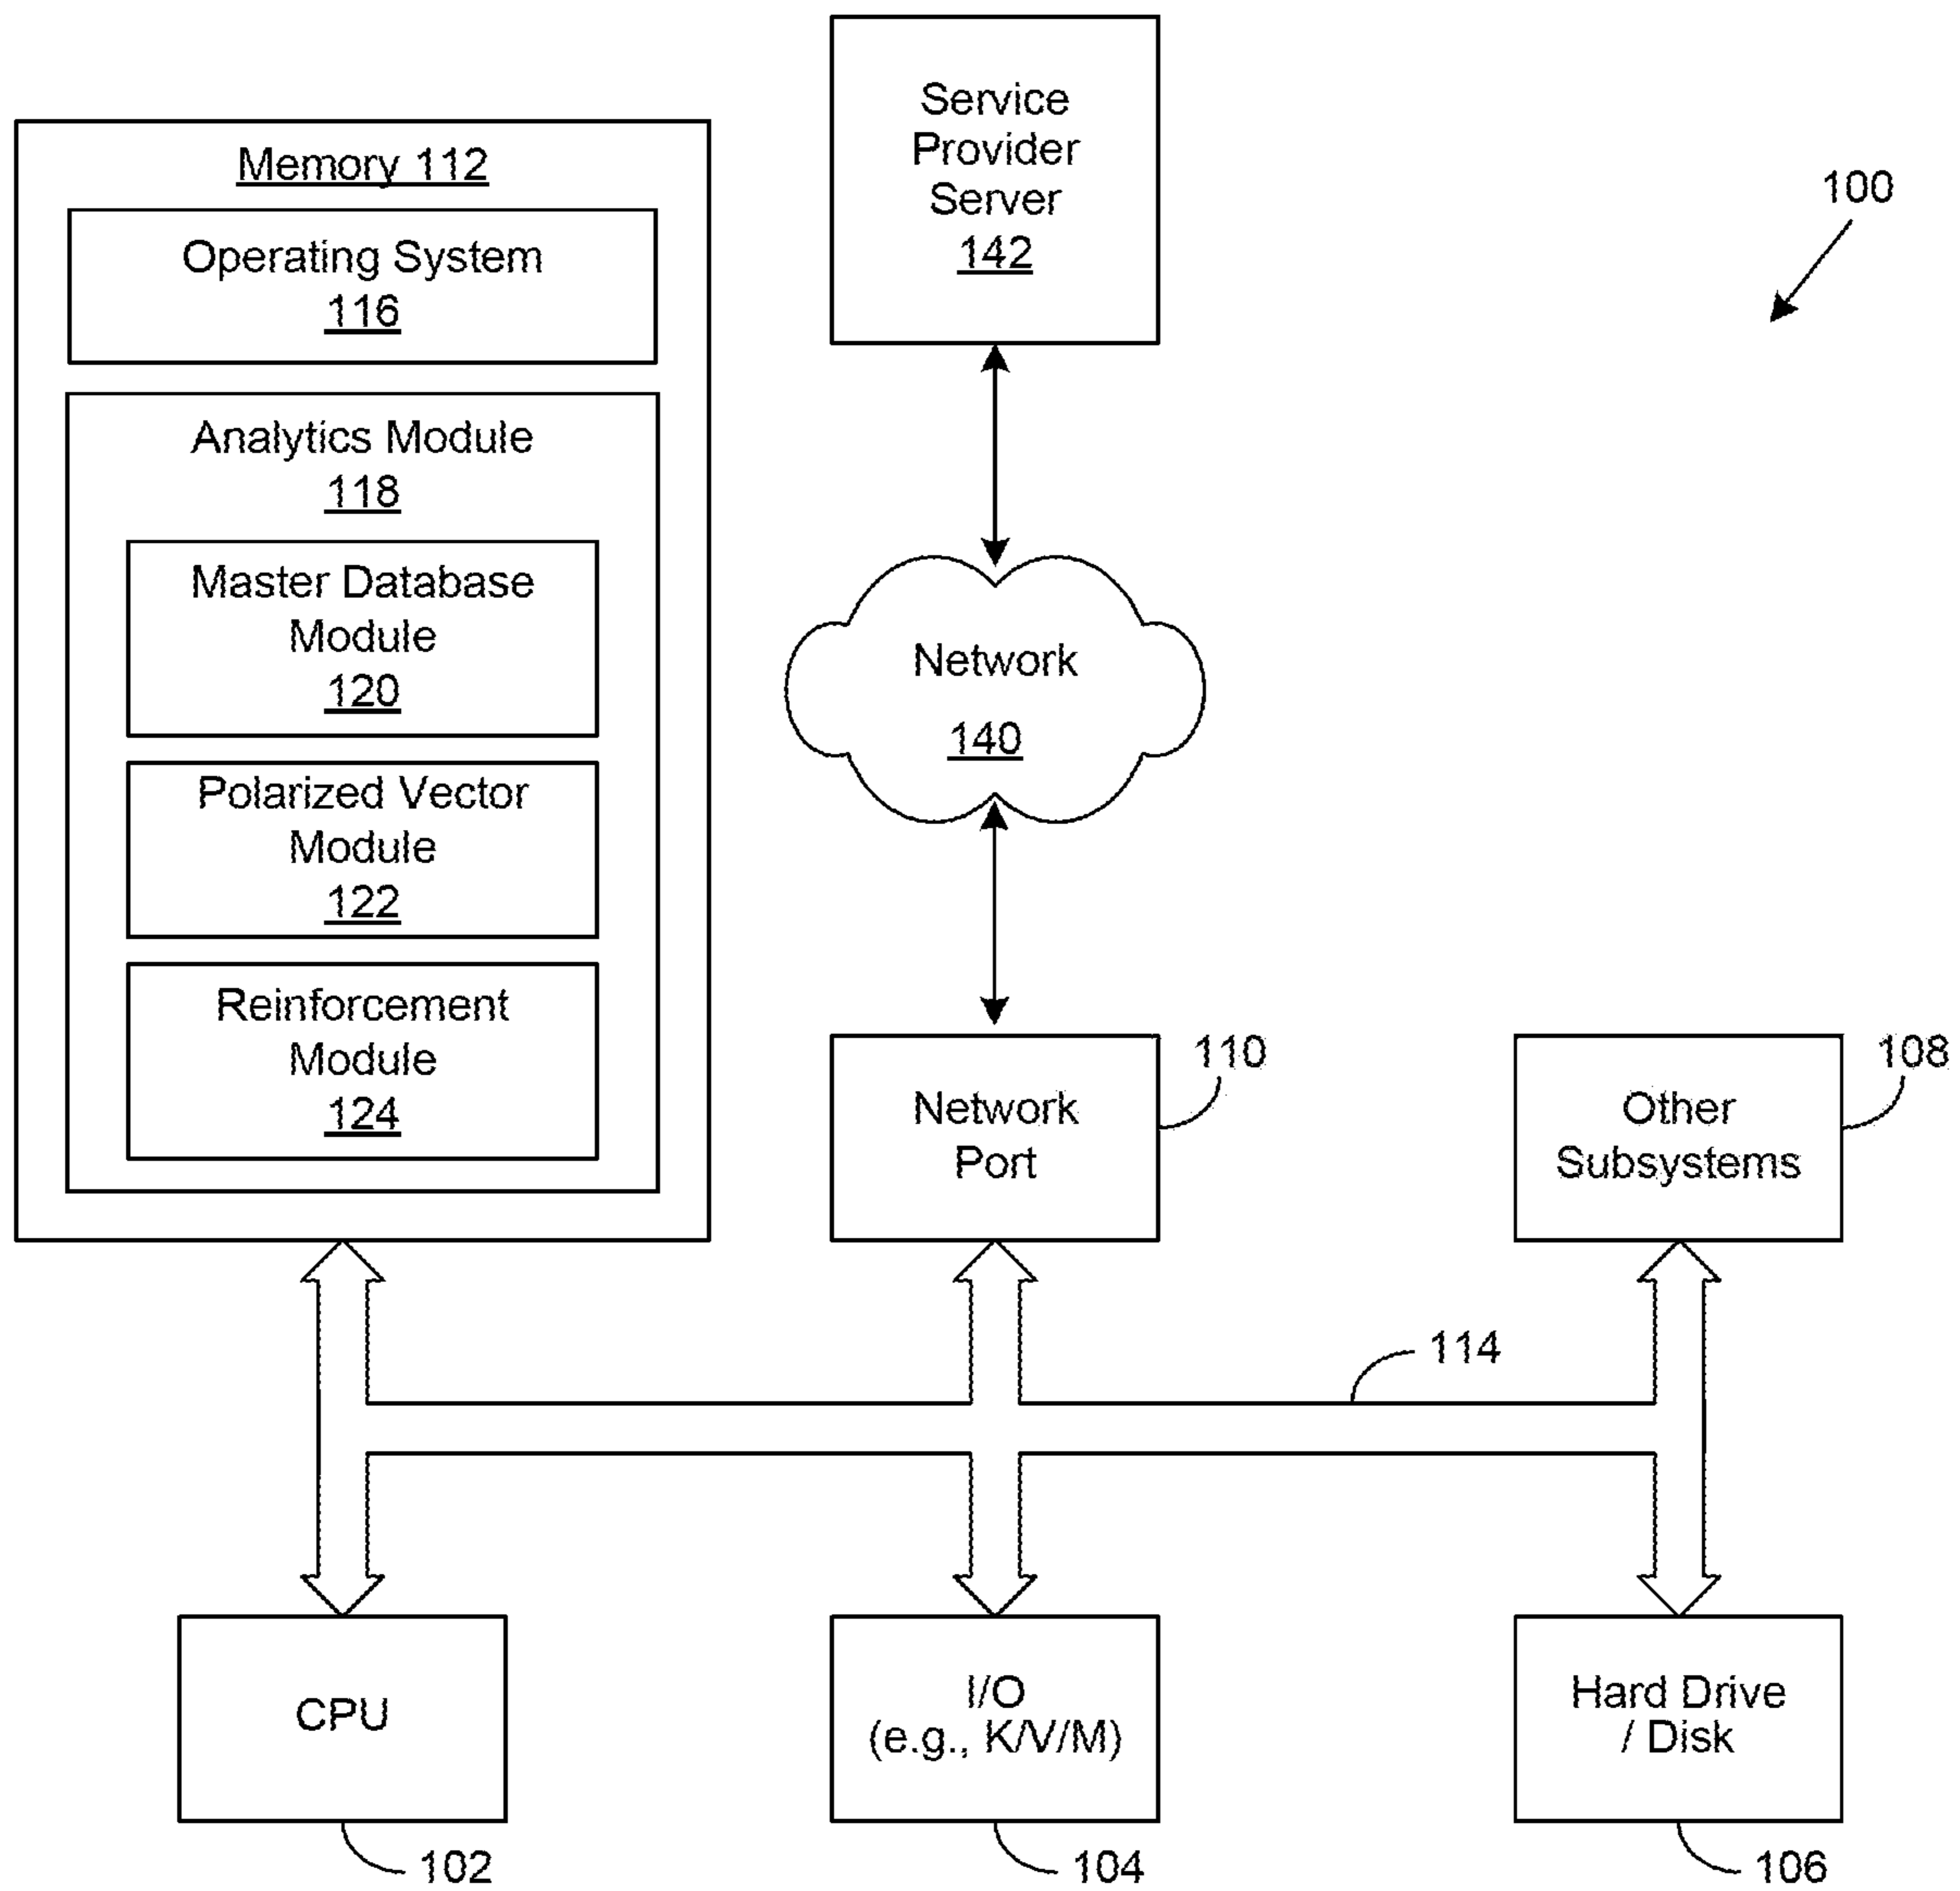 Service
Provider
Server
142
100
Memory 112
Operating System
116
Analytics Module
118
Master Database
Module
120
Polarized Vector
Module
122
Reinforcement
Module
124
Network
140
Network
Port
110
Other
Subsystems
108
114
CPU
102
I/O
(e.g., K/V/M)
104
Hard Drive
/ Disk
106